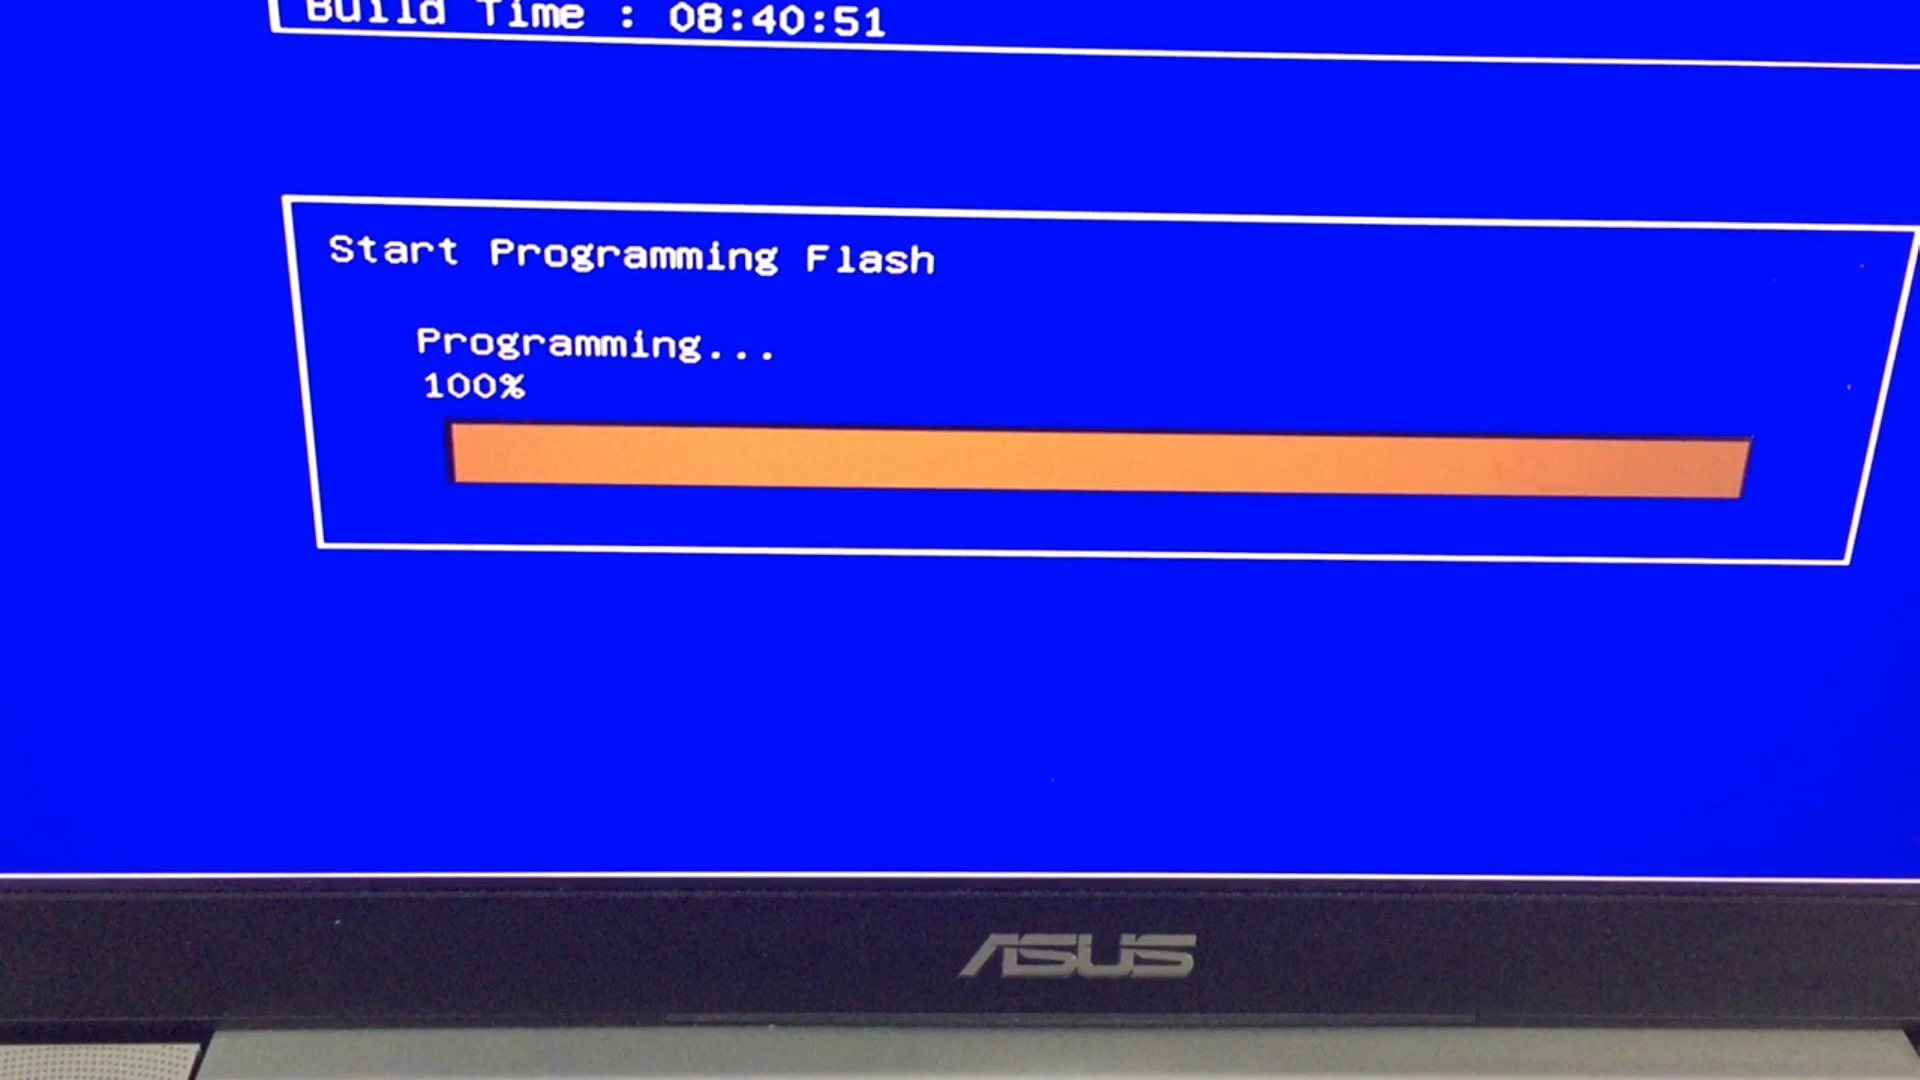 Build Time : 08:40:51
Start Programming Flash
Programming...
100%
ASUS